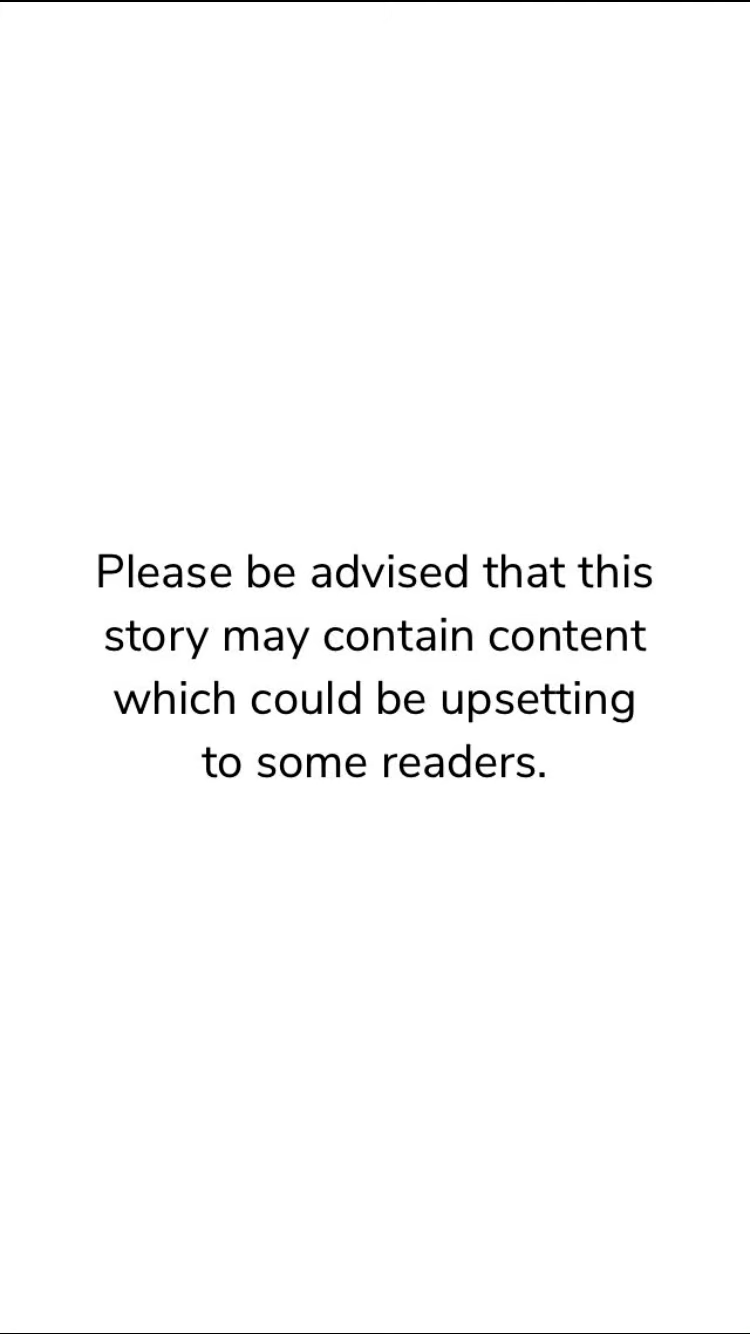 Please be advised that this
story may contain content
which could be upsetting
to some readers.